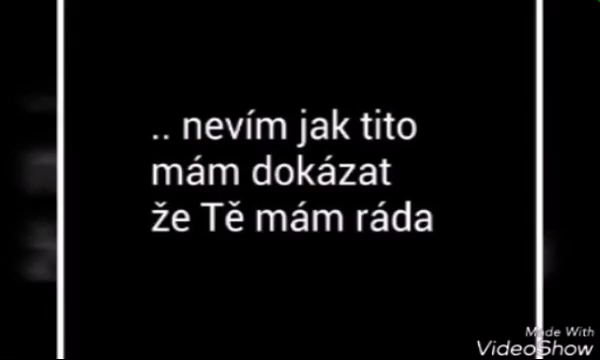 .. nevím jak tito
mám dokázat
že Tě mám ráda
Made With
VideoShow